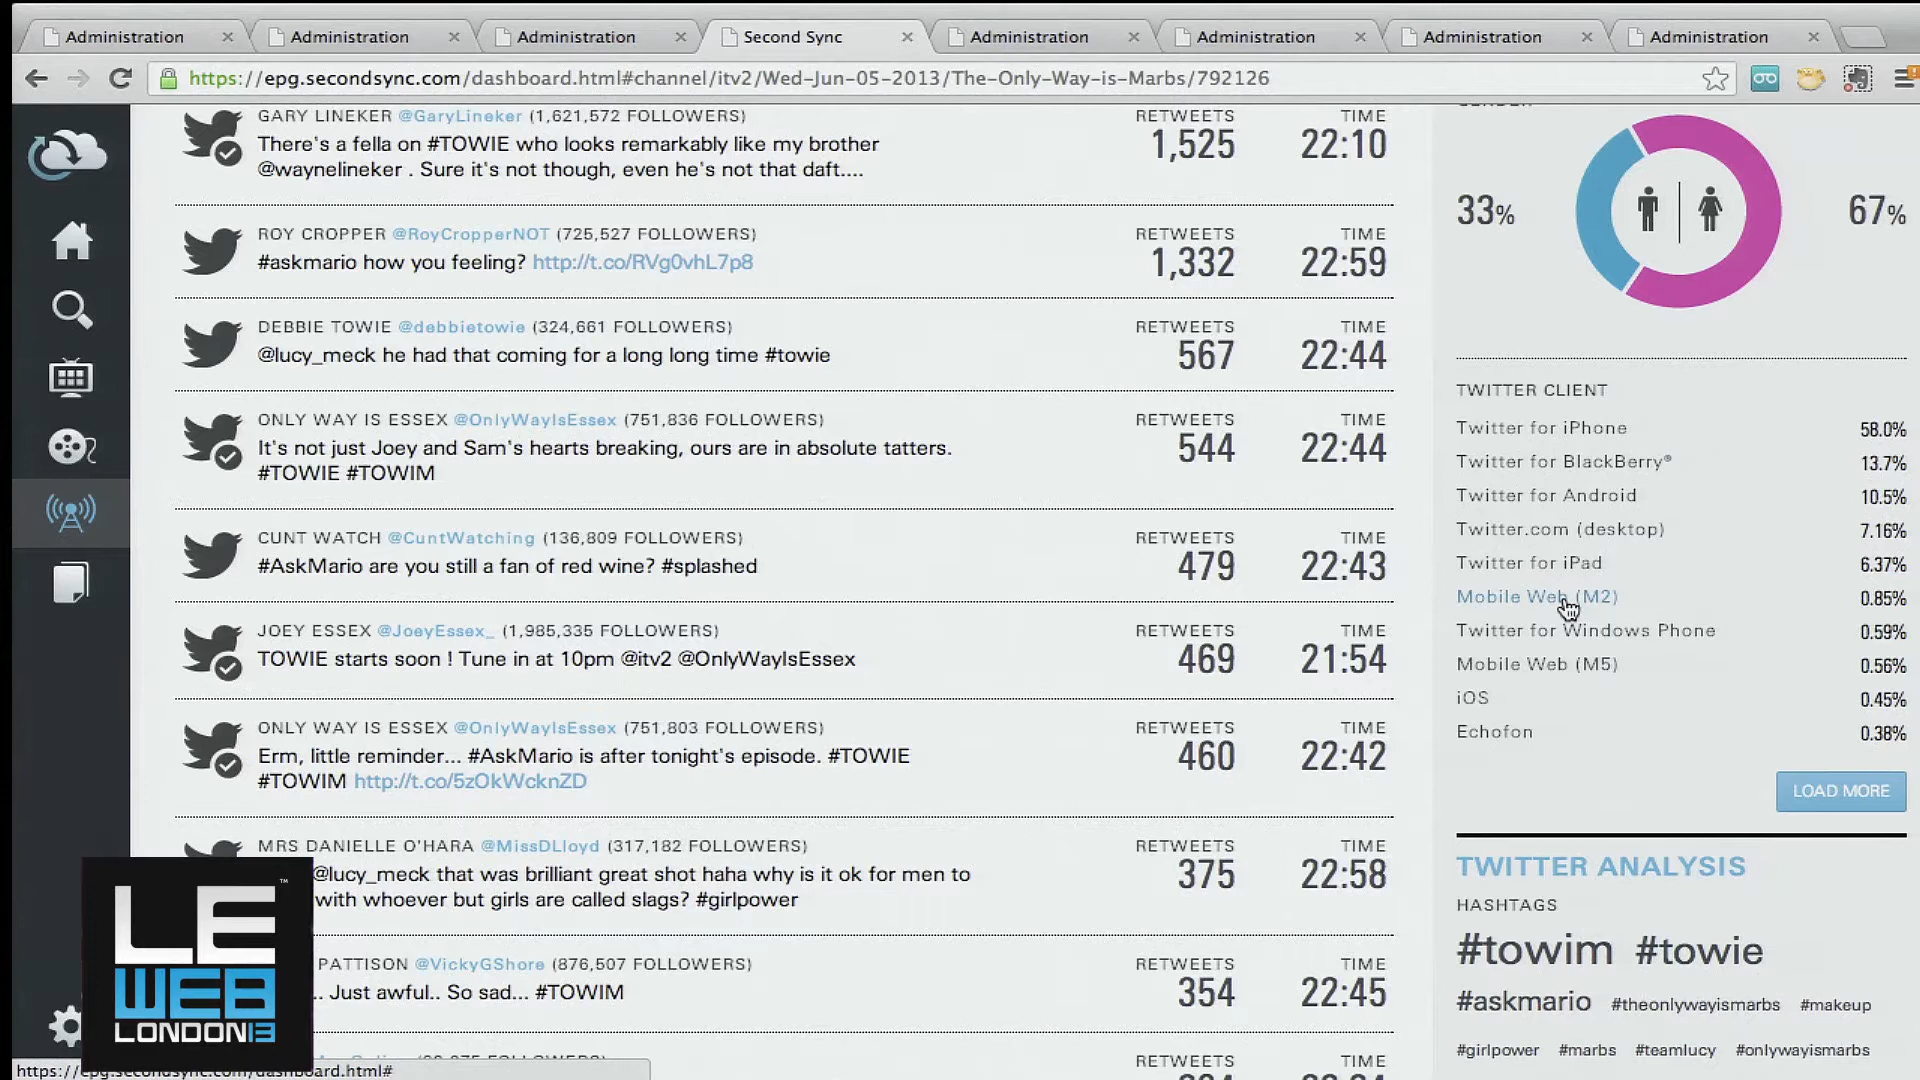 Administration
Administration
Administration
Second Sync
Administration
Administration
Administration
Administration
https://epg.secondsync.com/dashboard.html#channel/itv2/Wed-Jun-05-2013/The-Only-Way-is-Marbs/792126
GARY LINEKER @GaryLineker (1,621,572 FOLLOWERS)
There's a fella on #TOWIE who looks remarkably like my brother
@waynelineker . Sure it's not though, even he's not that daft....
RETWEETS TIME
1,525 22:10
ROY CROPPER @RoyCropperNOT (725,527 FOLLOWERS)
#askmario how you feeling? http://t.co/RVg0vhL7p8
RETWEETS TIME
1,332 22:59
DEBBIE TOWIE @debbietowie (324,661 FOLLOWERS)
@lucy_meck he had that coming for a long long time #towie
RETWEETS TIME
567 22:44
ONLY WAY IS ESSEX @OnlyWayIsEssex (751,836 FOLLOWERS)
It's not just Joey and Sam's hearts breaking, ours are in absolute tatters.
#TOWIE #TOWIM
RETWEETS TIME
544 22:44
CUNT WATCH @CuntWatching (136,809 FOLLOWERS)
#AskMario are you still a fan of red wine? #splashed
RETWEETS TIME
479 22:43
JOEY ESSEX @JoeyEssex_ (1,985,335 FOLLOWERS)
TOWIE starts soon ! Tune in at 10pm @itv2 @OnlyWayIsEssex
RETWEETS TIME
469 21:54
ONLY WAY IS ESSEX @OnlyWayIsEssex (751,803 FOLLOWERS)
Erm, little reminder... #AskMario is after tonight's episode. #TOWIE
#TOWIM http://t.co/5zOkWcknZD
RETWEETS TIME
460 22:42
MRS DANIELLE O'HARA @MissDLloyd (317,182 FOLLOWERS)
@lucy_meck that was brilliant great shot haha why is it ok for men to
with whoever but girls are called slags? #girlpower
RETWEETS TIME
375 22:58
PATTISON @VickyGShore (876,507 FOLLOWERS)
.. Just awful.. So sad... #TOWIM
RETWEETS TIME
354 22:45
FOLLOWERS)
33% 67%
TWITTER CLIENT
Twitter for iPhone 58.0%
Twitter for BlackBerry® 13.7%
Twitter for Android 10.5%
Twitter.com (desktop) 7.16%
Twitter for iPad 6.37%
Mobile Web (M2) 0.85%
Twitter for Windows Phone 0.59%
Mobile Web (M5) 0.56%
iOS 0.45%
Echofon 0.38%
LOAD MORE
TWITTER ANALYSIS
HASHTAGS
#towim #towie
#askmario #theonlywayismarbs #makeup
#girlpower #marbs #teamlucy #onlywayismarbs
LE
WEB
LONDON13
™
https://epg.secondsync.com/dashboard.html#